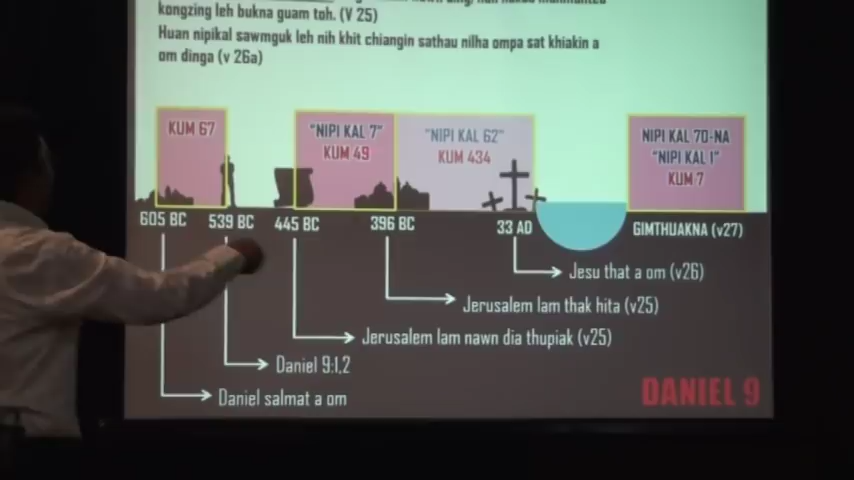 kongzing leh bukna guam toh. (V 25)
Huan nipikal sawmguk leh nih khit chiangin sathau nilha ompa sat khiakin a
om dinga (v 26a)
KUM 67
"NIPI KAL 7"
KUM 49
"NIPI KAL 62"
KUM 434
NIPI KAL 70-NA
"NIPI KAL I"
KUM 7
605 BC
539 BC
445 BC
396 BC
33 AD
GIMTHUAKNA (v27)
Jesu that a om (v26)
Jerusalem lam thak hita (v25)
Jerusalem lam nawn dia thupiak (v25)
Daniel 9:1,2
Daniel salmat a om
DANIEL 9